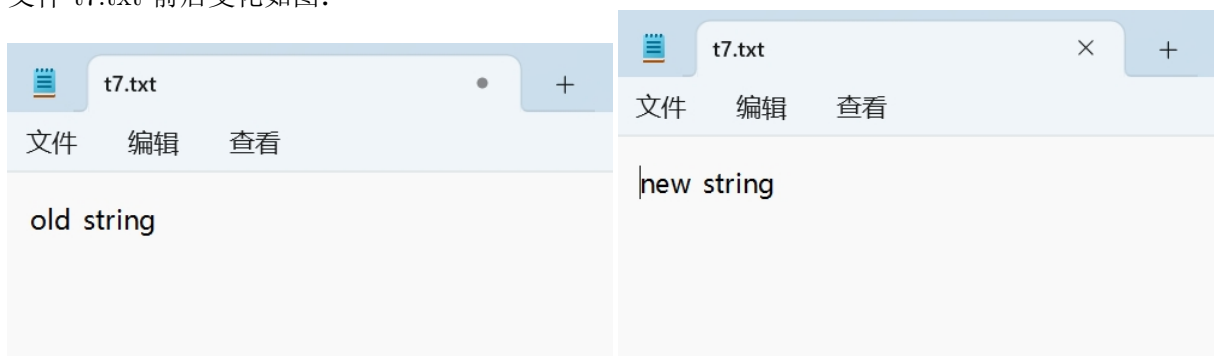 文件 t7.txt 前后变化如图:
t7.txt
文件 编辑 查看
old string
t7.txt
文件 编辑 查看
new string